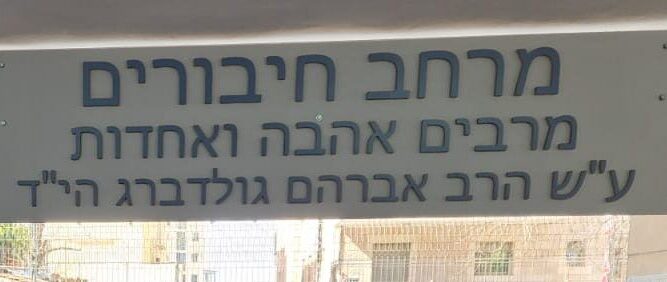 מרחב חיבורים
מרבים אהבה ואחדות
ע"ש הרב אברהם גולדברג הי"ד